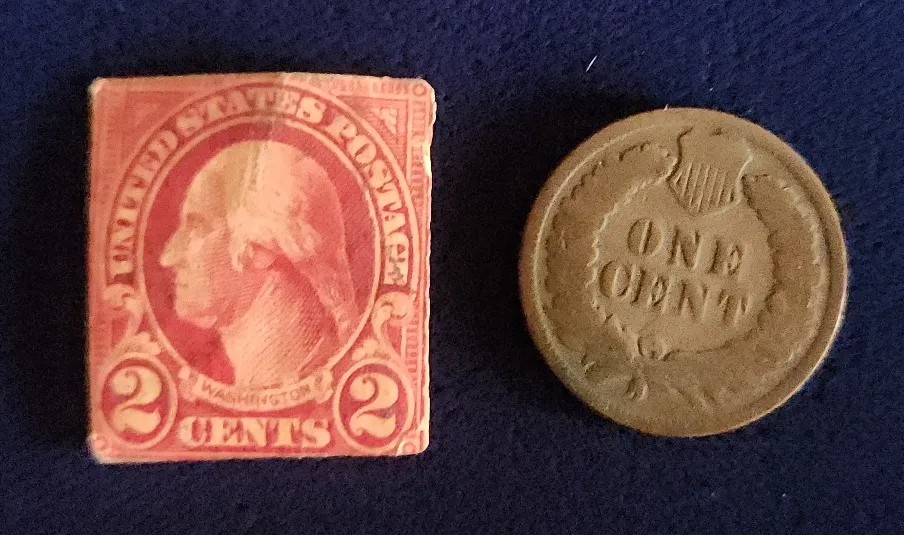 UNITED STATES POSTAGE
WASHINGTON
2 CENTS 2
ONE
CENT